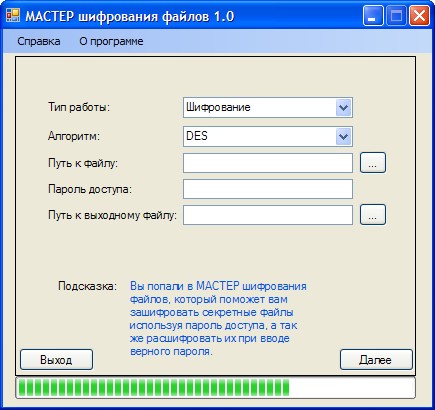 МАСТЕР шифрования файлов 1.0
Справка О программе
Тип работы: Шифрование
Алгоритм: DES
Путь к файлу: ...
Пароль доступа:
Путь к выходному файлу: ...
Подсказка: Вы попали в МАСТЕР шифрования
файлов, который поможет вам
зашифровать секретные файлы
используя пароль доступа, а так
же расшифровать их при вводе
верного пароля.
Выход Далее